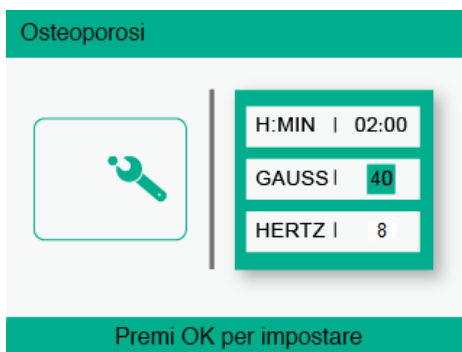 Osteoporosi
H:MIN | 02:00
GAUSS | 40
HERTZ | 8
Premi OK per impostare